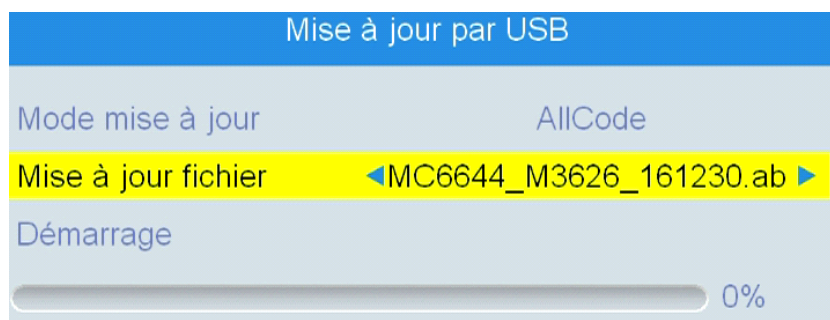 Mise à jour par USB
Mode mise à jour AllCode
Mise à jour fichier MC6644_M3626_161230.ab
Démarrage
0%